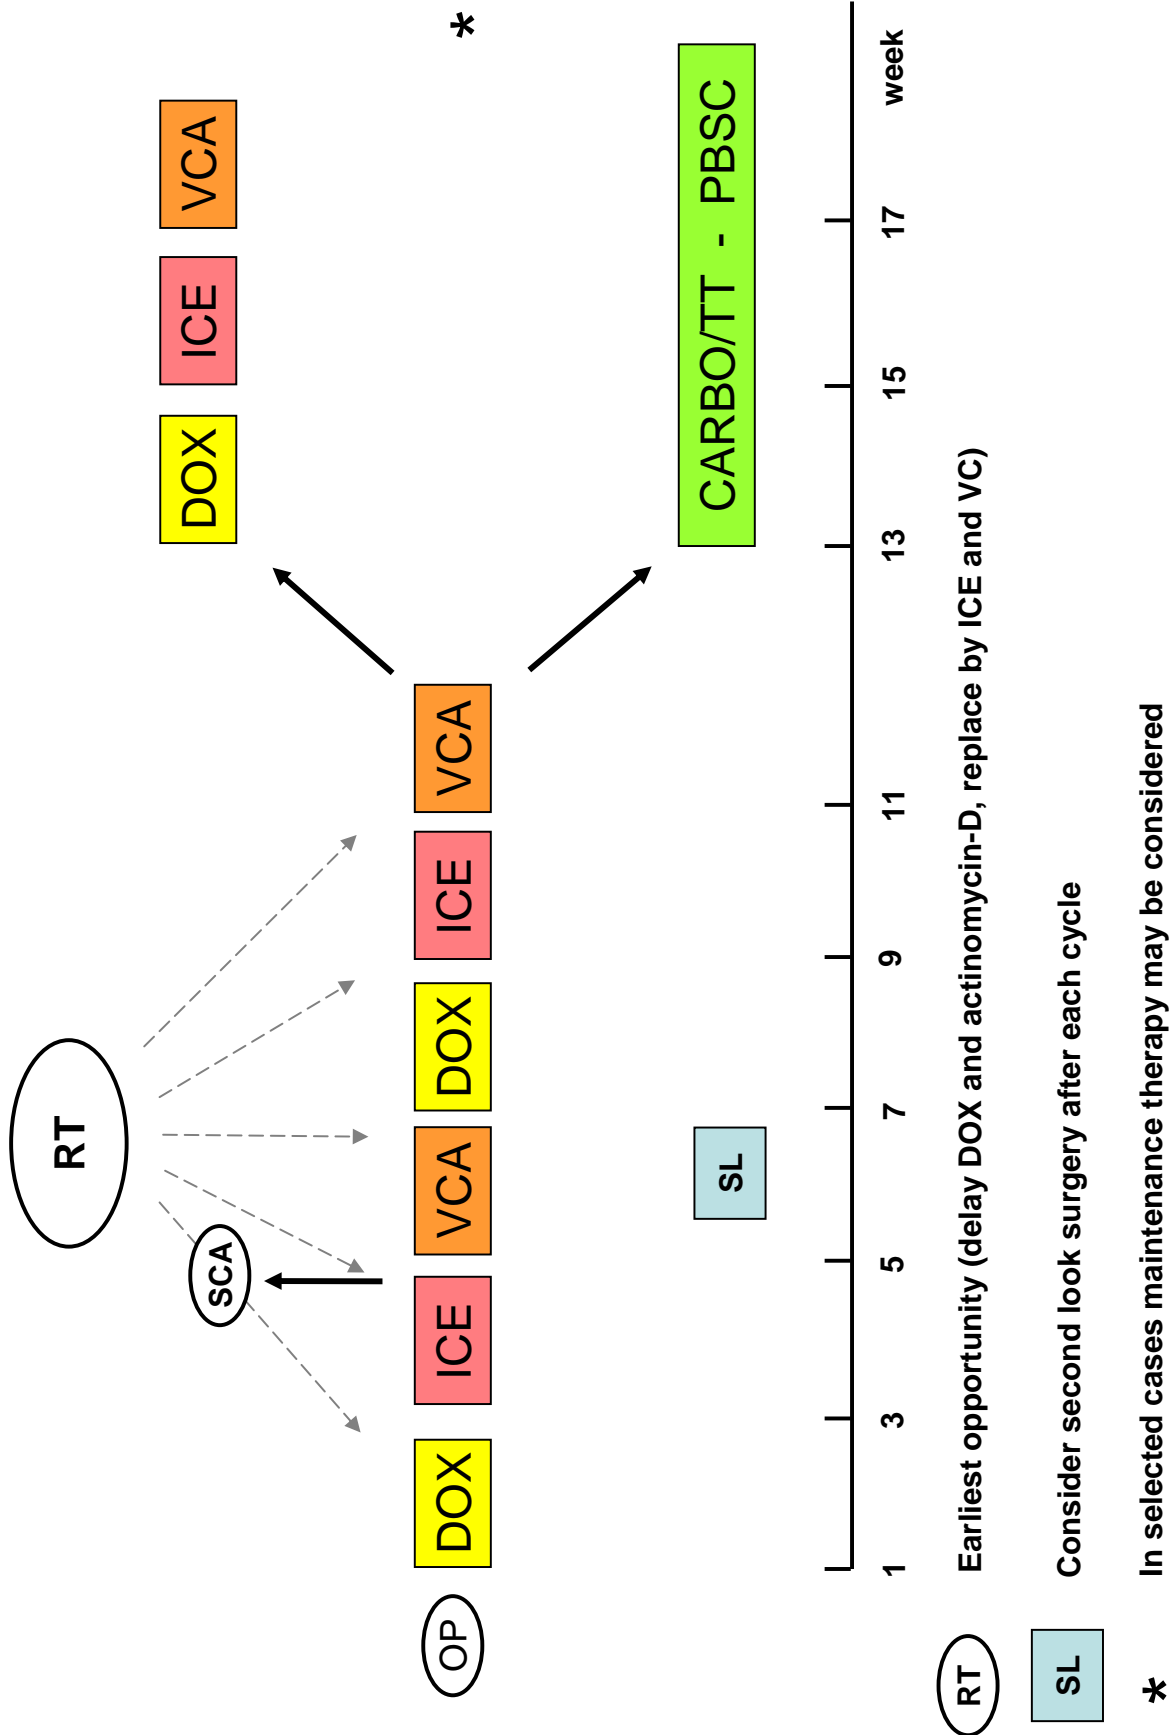 RT
SCA
DOX ICE VCA
OP DOX ICE VCA DOX ICE VCA
*
SL
CARBO/TT - PBSC
1 3 5 7 9 11 13 15 17 week
RT Earliest opportunity (delay DOX and actinomycin-D, replace by ICE and VC)
SL Consider second look surgery after each cycle
* In selected cases maintenance therapy may be considered